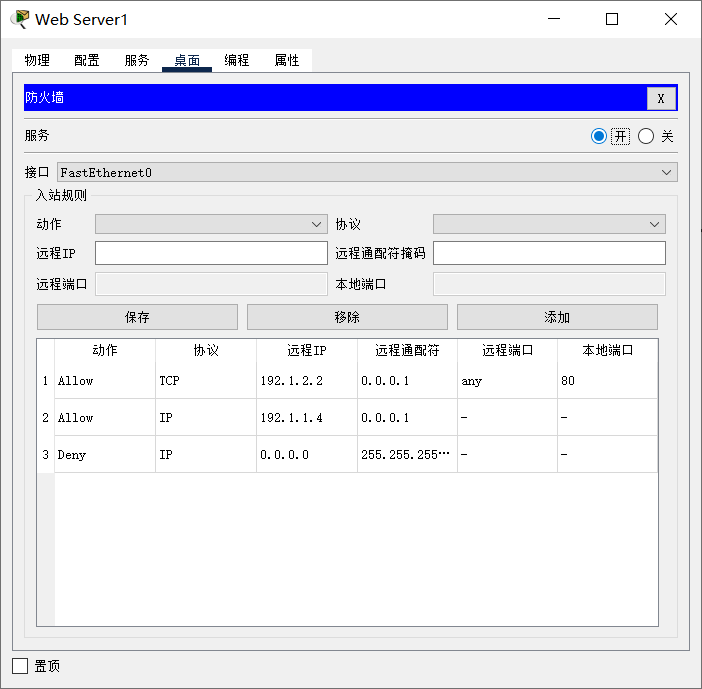 Web Server1
物理 配置 服务 桌面 编程 属性
防火墙 X
服务 开 关
接口 FastEthernet0
入站规则
动作 协议
远程IP 远程通配符掩码
远程端口 本地端口
保存 移除 添加
动作 协议 远程IP 远程通配符 远程端口 本地端口
1 Allow TCP 192.1.2.2 0.0.0.1 any 80
2 Allow IP 192.1.1.4 0.0.0.1 - -
3 Deny IP 0.0.0.0 255.255.255… - -
置顶